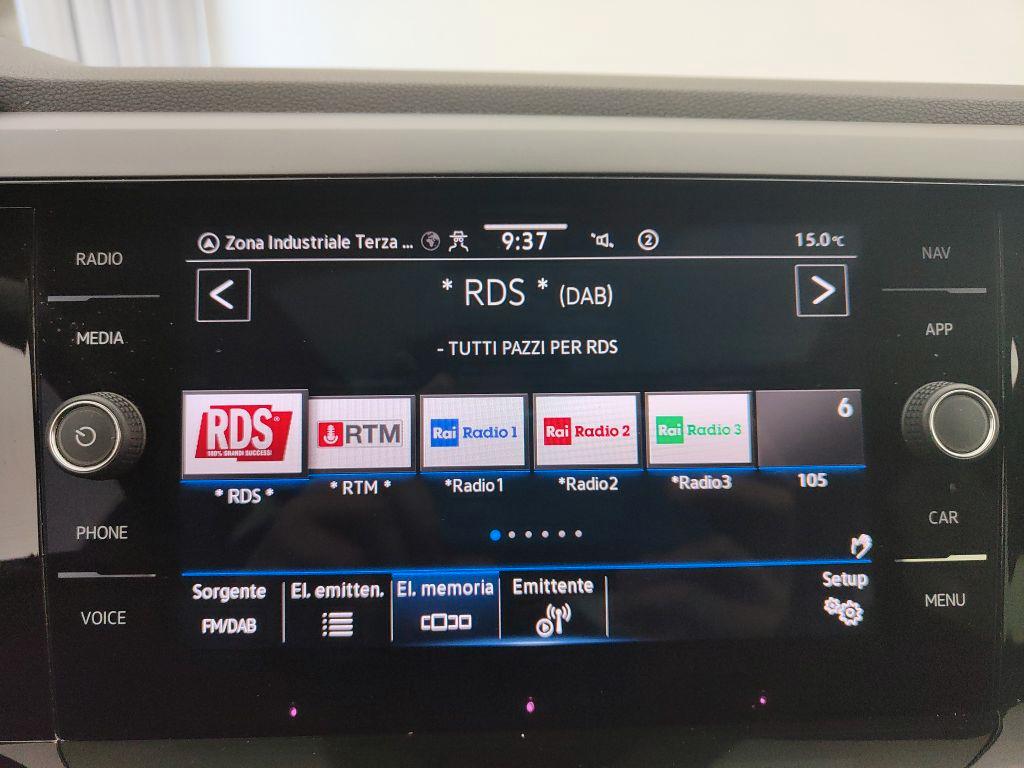 RADIO
MEDIA
PHONE
VOICE
Zona Industriale Terza ...
9:37
2
15.0°C
<
* RDS * (DAB)
>
- TUTTI PAZZI PER RDS
RDS®
100% GRANDI SUCCESSI
RTM
Rai Radio 1
Rai Radio 2
Rai Radio 3
6
* RDS *
* RTM *
*Radio1
*Radio2
*Radio3
105
Sorgente
FM/DAB
El. emitten.
El. memoria
Emittente
Setup
NAV
APP
CAR
MENU